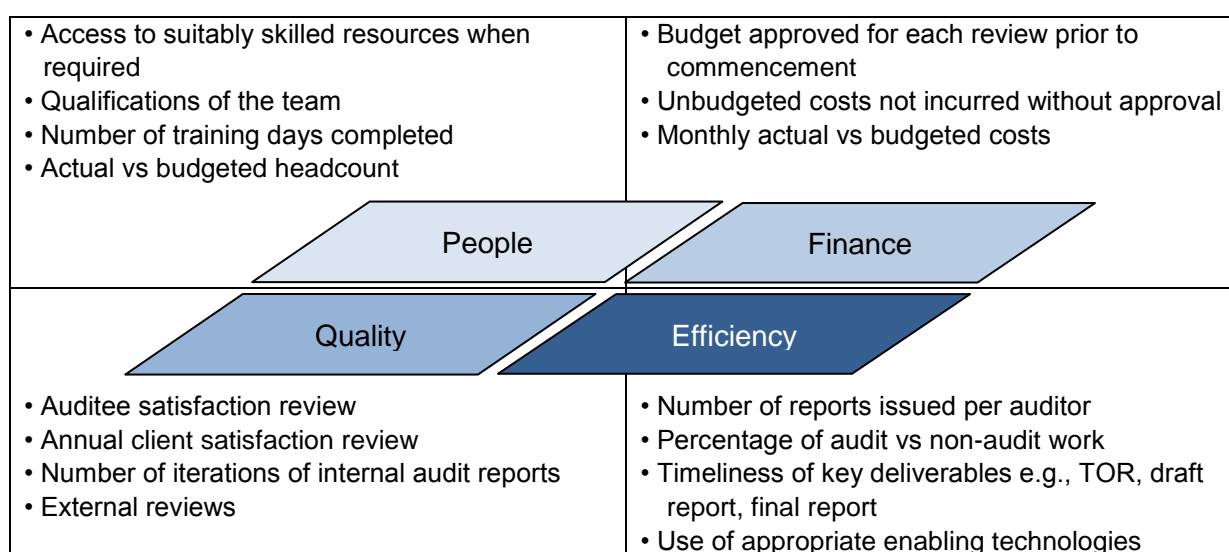 • Access to suitably skilled resources when
required
• Qualifications of the team
• Number of training days completed
• Actual vs budgeted headcount
• Budget approved for each review prior to
commencement
• Unbudgeted costs not incurred without approval
• Monthly actual vs budgeted costs
People
Finance
Quality
Efficiency
• Auditee satisfaction review
• Annual client satisfaction review
• Number of iterations of internal audit reports
• External reviews
• Number of reports issued per auditor
• Percentage of audit vs non-audit work
• Timeliness of key deliverables e.g., TOR, draft
report, final report
• Use of appropriate enabling technologies